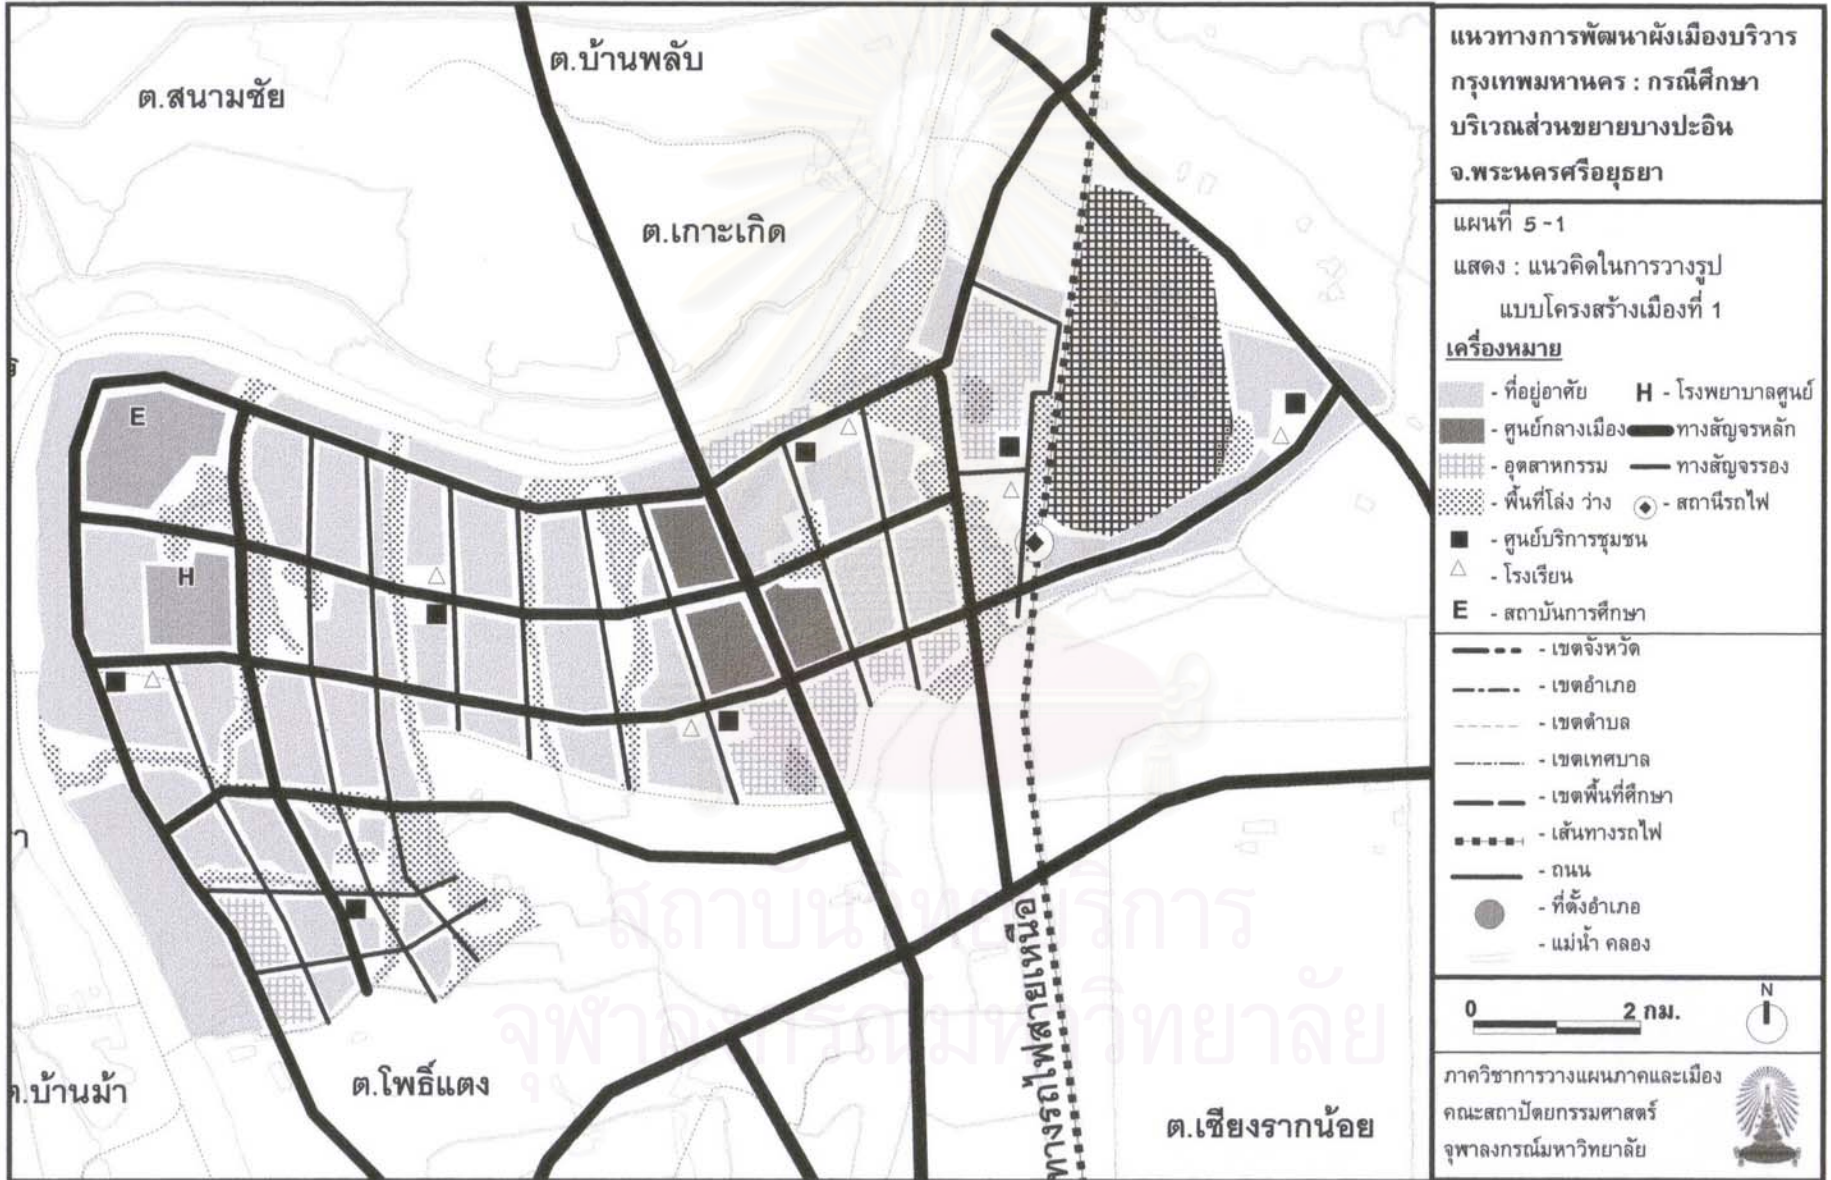 ต.สนามชัย
ต.บ้านพลับ
ต.เกาะเกิด
E
H
ต.บ้านม้า
ต.โพธิ์แตง
ต.เชียงรากน้อย
ทางรถไฟสายเหนือ
สถาบันวิทยบริการ
จุฬาลงกรณ์มหาวิทยาลัย
แนวทางการพัฒนาผังเมืองบริวาร
กรุงเทพมหานคร : กรณีศึกษา
บริเวณส่วนขยายบางปะอิน
จ.พระนครศรีอยุธยา
แผนที่ 5-1
แสดง : แนวคิดในการวางรูป
แบบโครงสร้างเมืองที่ 1
เครื่องหมาย
- ที่อยู่อาศัย H - โรงพยาบาลศูนย์
- ศูนย์กลางเมือง ทางสัญจรหลัก
- อุตสาหกรรม - ทางสัญจรรอง
- พื้นที่โล่ง ว่าง - สถานีรถไฟ
- ศูนย์บริการชุมชน
- โรงเรียน
E - สถาบันการศึกษา
- เขตจังหวัด
- เขตอำเภอ
- เขตตำบล
- เขตเทศบาล
- เขตพื้นที่ศึกษา
- เส้นทางรถไฟ
- ถนน
- ที่ตั้งอำเภอ
- แม่น้ำ คลอง
0 2 กม.
N
ภาควิชาการวางแผนภาคและเมือง
คณะสถาปัตยกรรมศาสตร์
จุฬาลงกรณ์มหาวิทยาลัย